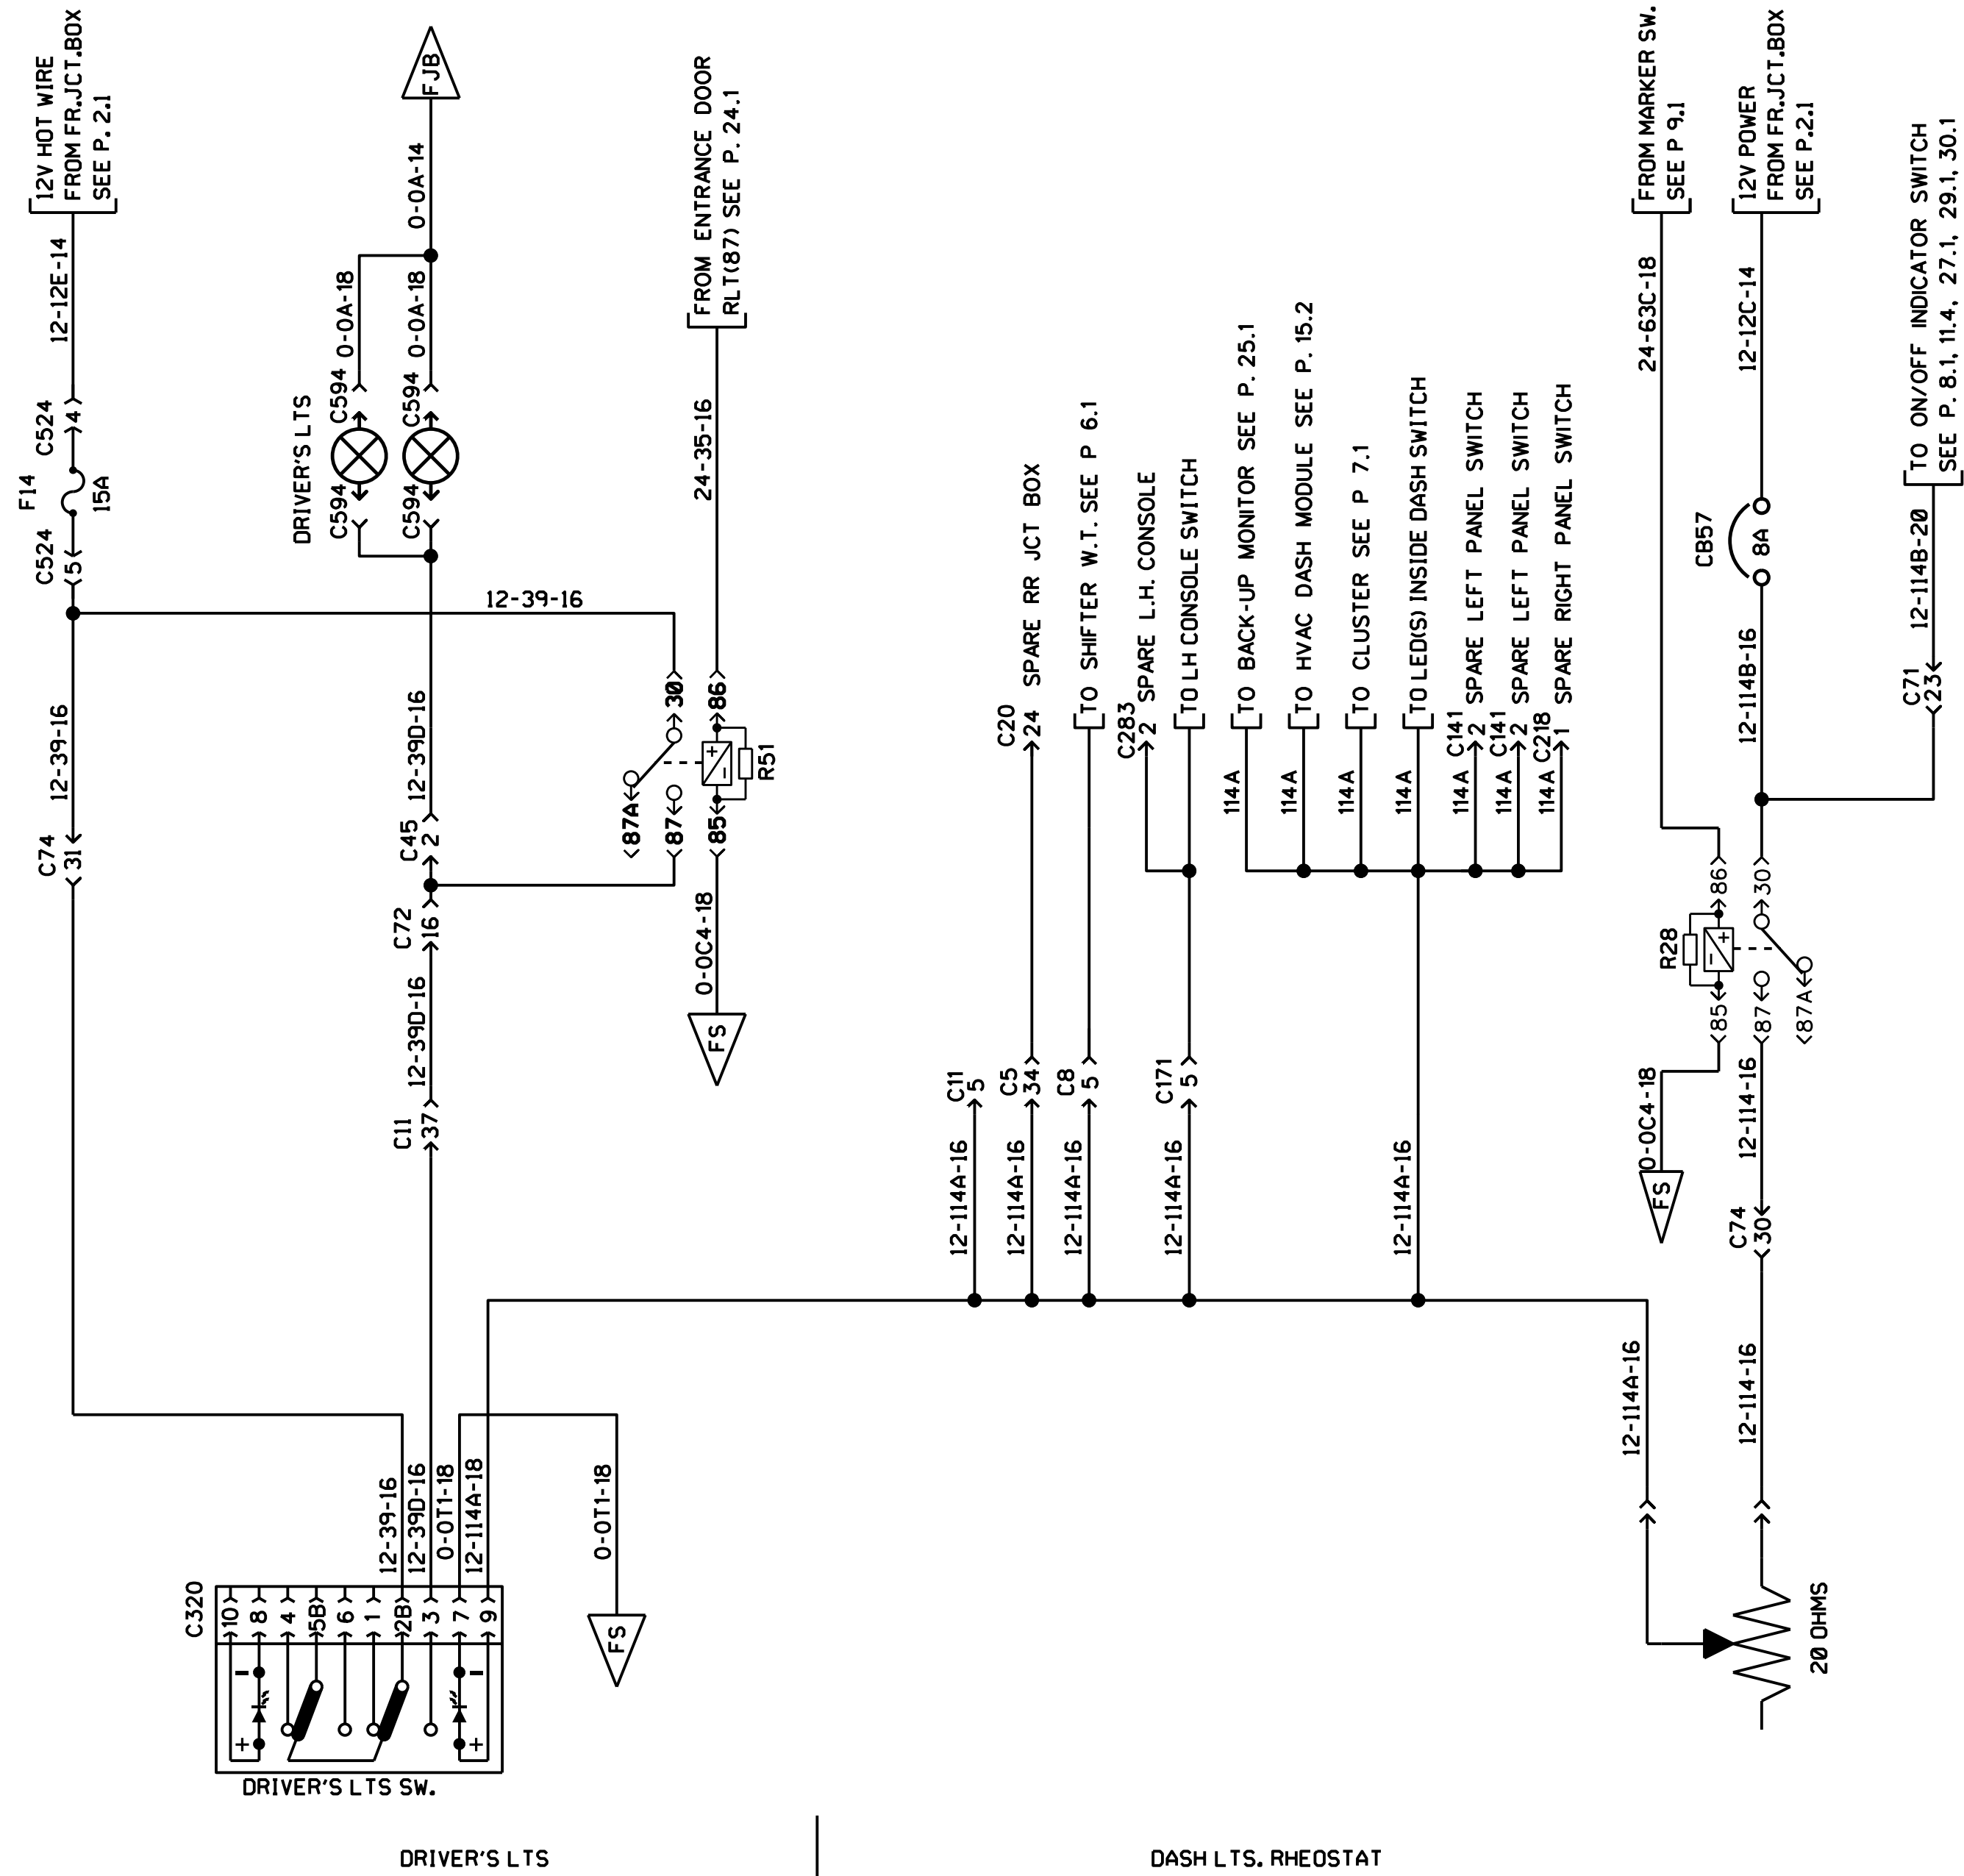 12V HOT WIRE
FROM FR.JCT.BOX
SEE P. 2.1
12-12E-14
C524
4
F14
15A
C524
5
12-39-16
12-39-16
C74
31
FJB
0-0A-14
0-0A-18
0-0A-18
C594
C594
DRIVER'S LTS
C594
C594
12-39D-16
C45
2
C72
16
12-39D-16
C11
37
FROM ENTRANCE DOOR
RLT(87) SEE P. 24.1
24-35-16
30
86
R51
87A
87
85
0-0C4-18
FS
C20
24
SPARE RR JCT BOX
TO SHIFTER W.T. SEE P 6.1
C283
2
SPARE L.H. CONSOLE
TO LH CONSOLE SWITCH
TO BACK-UP MONITOR SEE P. 25.1
TO HVAC DASH MODULE SEE P. 15.2
TO CLUSTER SEE P 7.1
TO LED(S) INSIDE DASH SWITCH
C141
2
SPARE LEFT PANEL SWITCH
C141
2
SPARE LEFT PANEL SWITCH
C218
1
SPARE RIGHT PANEL SWITCH
114A
114A
114A
114A
114A
114A
114A
C11
5
C5
34
C8
5
C171
5
12-114A-16
12-114A-16
12-114A-16
12-114A-16
12-114A-16
FROM MARKER SW.
SEE P 9.1
24-63C-18
12V POWER
FROM FR.JCT.BOX
SEE P.2.1
12-12C-14
CB57
8A
12-114B-16
TO ON/OFF INDICATOR SWITCH
SEE P. 8.1, 11.4, 27.1, 29.1, 30.1
12-114B-20
C71
23
86
30
R28
85
87
87A
0-0C4-18
FS
12-114-16
C74
30
12-114A-16
12-114-16
20 OHMS
12-39-16
12-39D-16
0-0T1-18
12-114A-18
0-0T1-18
FS
C320
10
8
4
5B
6
1
2B
3
7
9
- -
+ +
DRIVER'S LTS SW.
DRIVER'S LTS
DASH LTS. RHEOSTAT